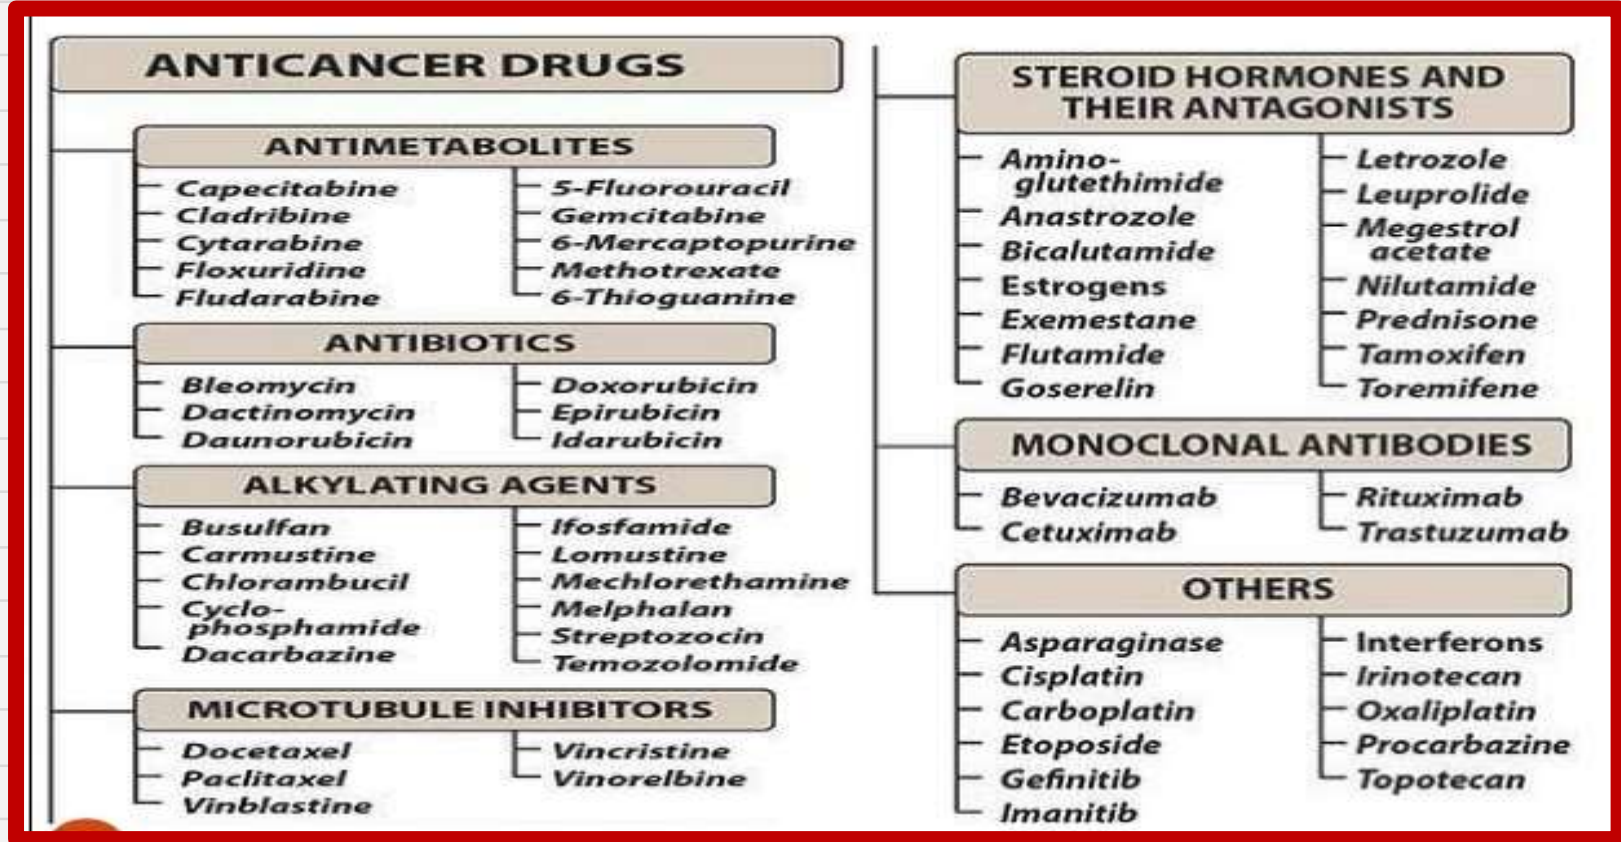 ANTICANCER DRUGS
ANTIMETABOLITES
Capecitabine
Cladribine
Cytarabine
Floxuridine
Fludarabine
5-Fluorouracil
Gemcitabine
6-Mercaptopurine
Methotrexate
6-Thioguanine
ANTIBIOTICS
Bleomycin
Dactinomycin
Daunorubicin
Doxorubicin
Epirubicin
Idarubicin
ALKYLATING AGENTS
Busulfan
Carmustine
Chlorambucil
Cyclo-
phosphamide
Dacarbazine
Ifosfamide
Lomustine
Mechlorethamine
Melphalan
Streptozocin
Temozolomide
MICROTUBULE INHIBITORS
Docetaxel
Paclitaxel
Vinblastine
Vincristine
Vinorelbine
STEROID HORMONES AND
THEIR ANTAGONISTS
Amino-
glutethimide
Anastrozole
Bicalutamide
Estrogens
Exemestane
Flutamide
Goserelin
Letrozole
Leuprolide
Megestrol
acetate
Nilutamide
Prednisone
Tamoxifen
Toremifene
MONOCLONAL ANTIBODIES
Bevacizumab
Cetuximab
Rituximab
Trastuzumab
OTHERS
Asparaginase
Cisplatin
Carboplatin
Etoposide
Gefinitib
Imanitib
Interferons
Irinotecan
Oxaliplatin
Procarbazine
Topotecan